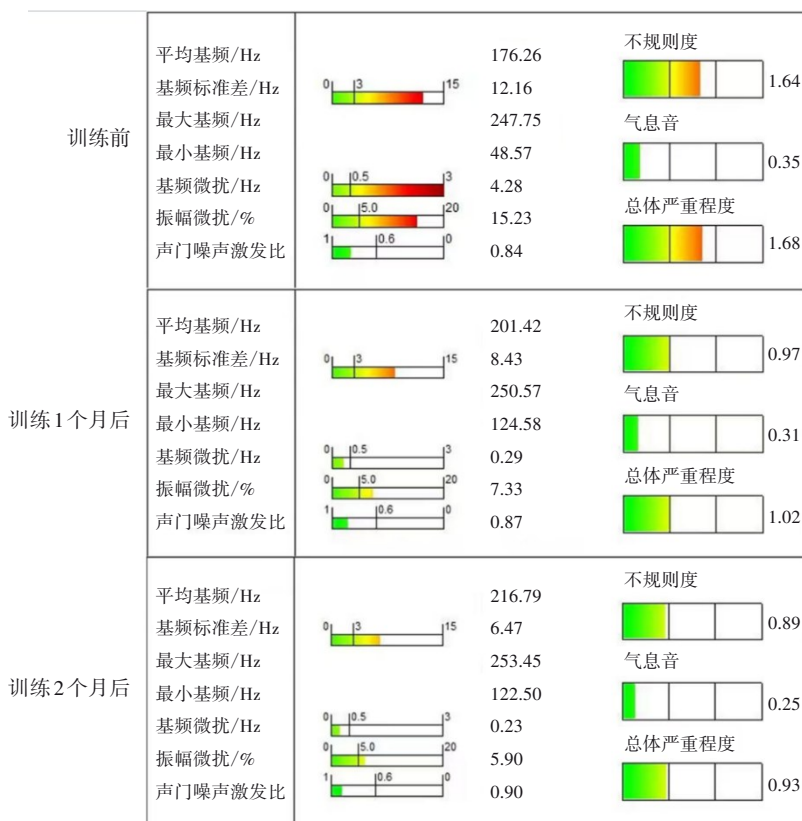 训练前
平均基频/Hz 176.26
基频标准差/Hz 0 3 15 12.16
最大基频/Hz 247.75
最小基频/Hz 48.57
基频微扰/Hz 0 0.5 3 4.28
振幅微扰/% 0 5.0 20 15.23
声门噪声激发比 1 0.6 0 0.84
不规则度
1.64
气息音
0.35
总体严重程度
1.68
训练1个月后
平均基频/Hz 201.42
基频标准差/Hz 0 3 15 8.43
最大基频/Hz 250.57
最小基频/Hz 124.58
基频微扰/Hz 0 0.5 3 0.29
振幅微扰/% 0 5.0 20 7.33
声门噪声激发比 1 0.6 0 0.87
不规则度
0.97
气息音
0.31
总体严重程度
1.02
训练2个月后
平均基频/Hz 216.79
基频标准差/Hz 0 3 15 6.47
最大基频/Hz 253.45
最小基频/Hz 122.50
基频微扰/Hz 0 0.5 3 0.23
振幅微扰/% 0 5.0 20 5.90
声门噪声激发比 1 0.6 0 0.90
不规则度
0.89
气息音
0.25
总体严重程度
0.93